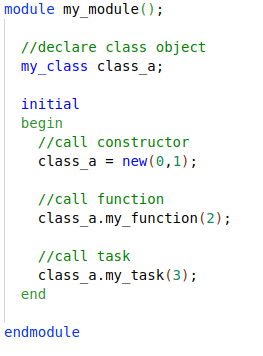 module my_module();
//declare class object
my_class class_a;
initial
begin
//call constructor
class_a = new(0,1);
//call function
class_a.my_function(2);
//call task
class_a.my_task(3);
end
endmodule